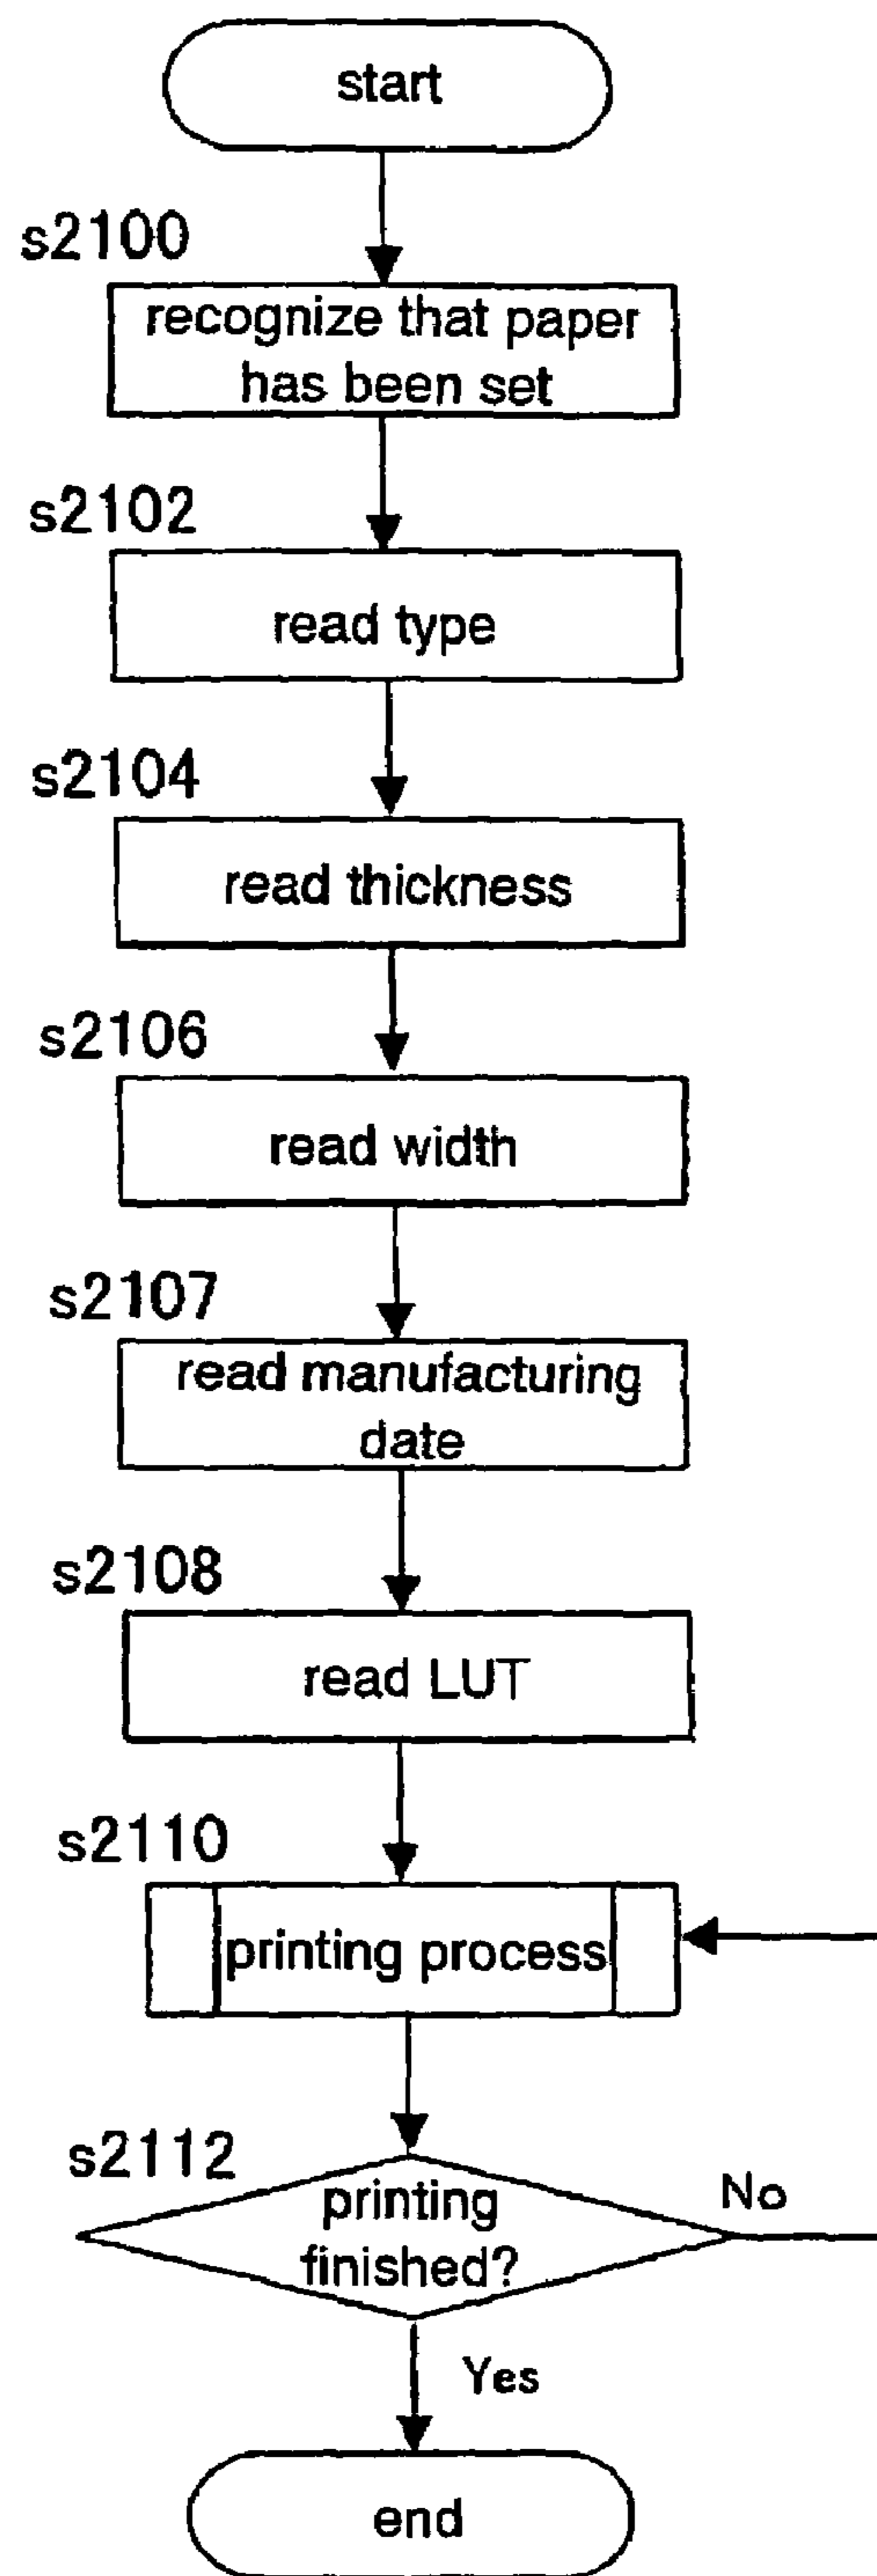 start
s2100
recognize that paper
has been set
s2102
read type
s2104
read thickness
s2106
read width
s2107
read manufacturing
date
s2108
read LUT
s2110
printing process
s2112
printing
finished?
No
Yes
end